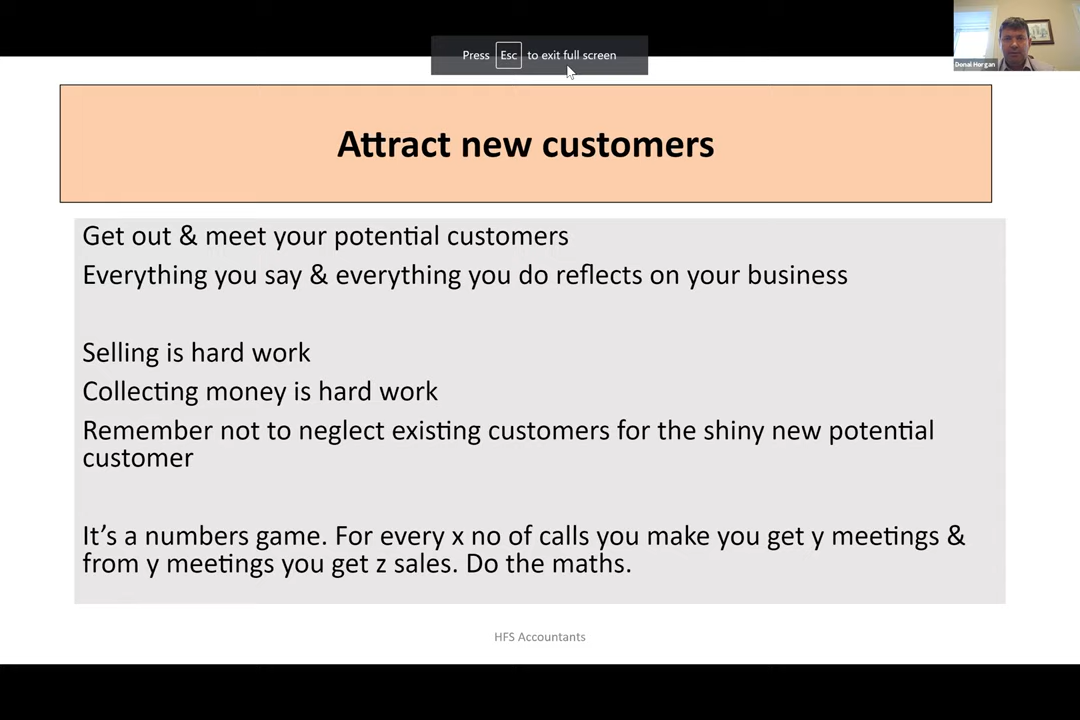 Press Esc to exit full screen
Donal Horgan
Attract new customers
Get out & meet your potential customers
Everything you say & everything you do reflects on your business
Selling is hard work
Collecting money is hard work
Remember not to neglect existing customers for the shiny new potential
customer
It’s a numbers game. For every x no of calls you make you get y meetings &
from y meetings you get z sales. Do the maths.
HFS Accountants